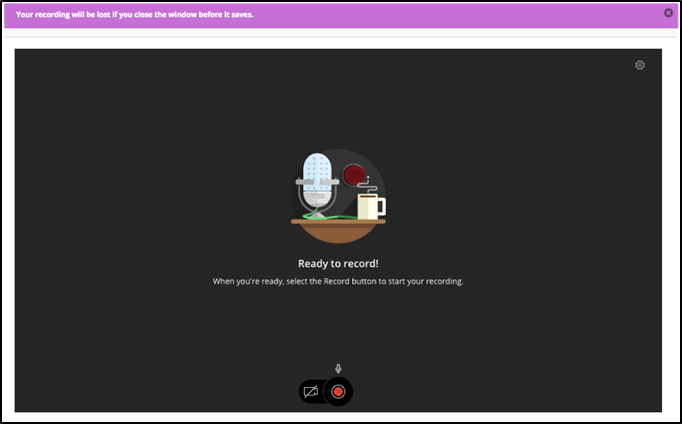 Your recording will be lost if you close the window before it saves.
Ready to record!
When you're ready, select the Record button to start your recording.